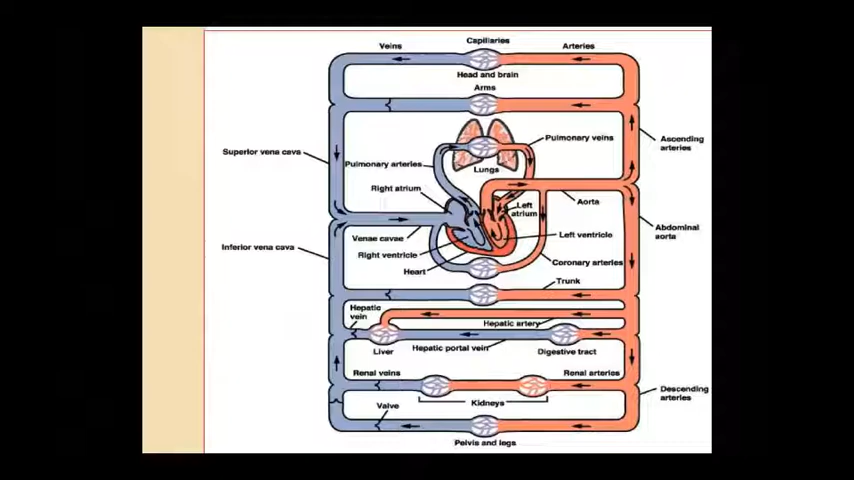 Capillaries
Veins
Arteries
Head and brain
Arms
Pulmonary veins
Ascending
arteries
Superior vena cava
Pulmonary arteries
Lungs
Right atrium
Aorta
Left
atrium
Abdominal
aorta
Venae cavae
Left ventricle
Inferior vena cava
Right ventricle
Coronary arteries
Heart
Trunk
Hepatic
vein
Hepatic artery
Liver
Hepatic portal vein
Digestive tract
Renal veins
Renal arteries
Descending
arteries
Kidneys
Valve
Pelvis and legs